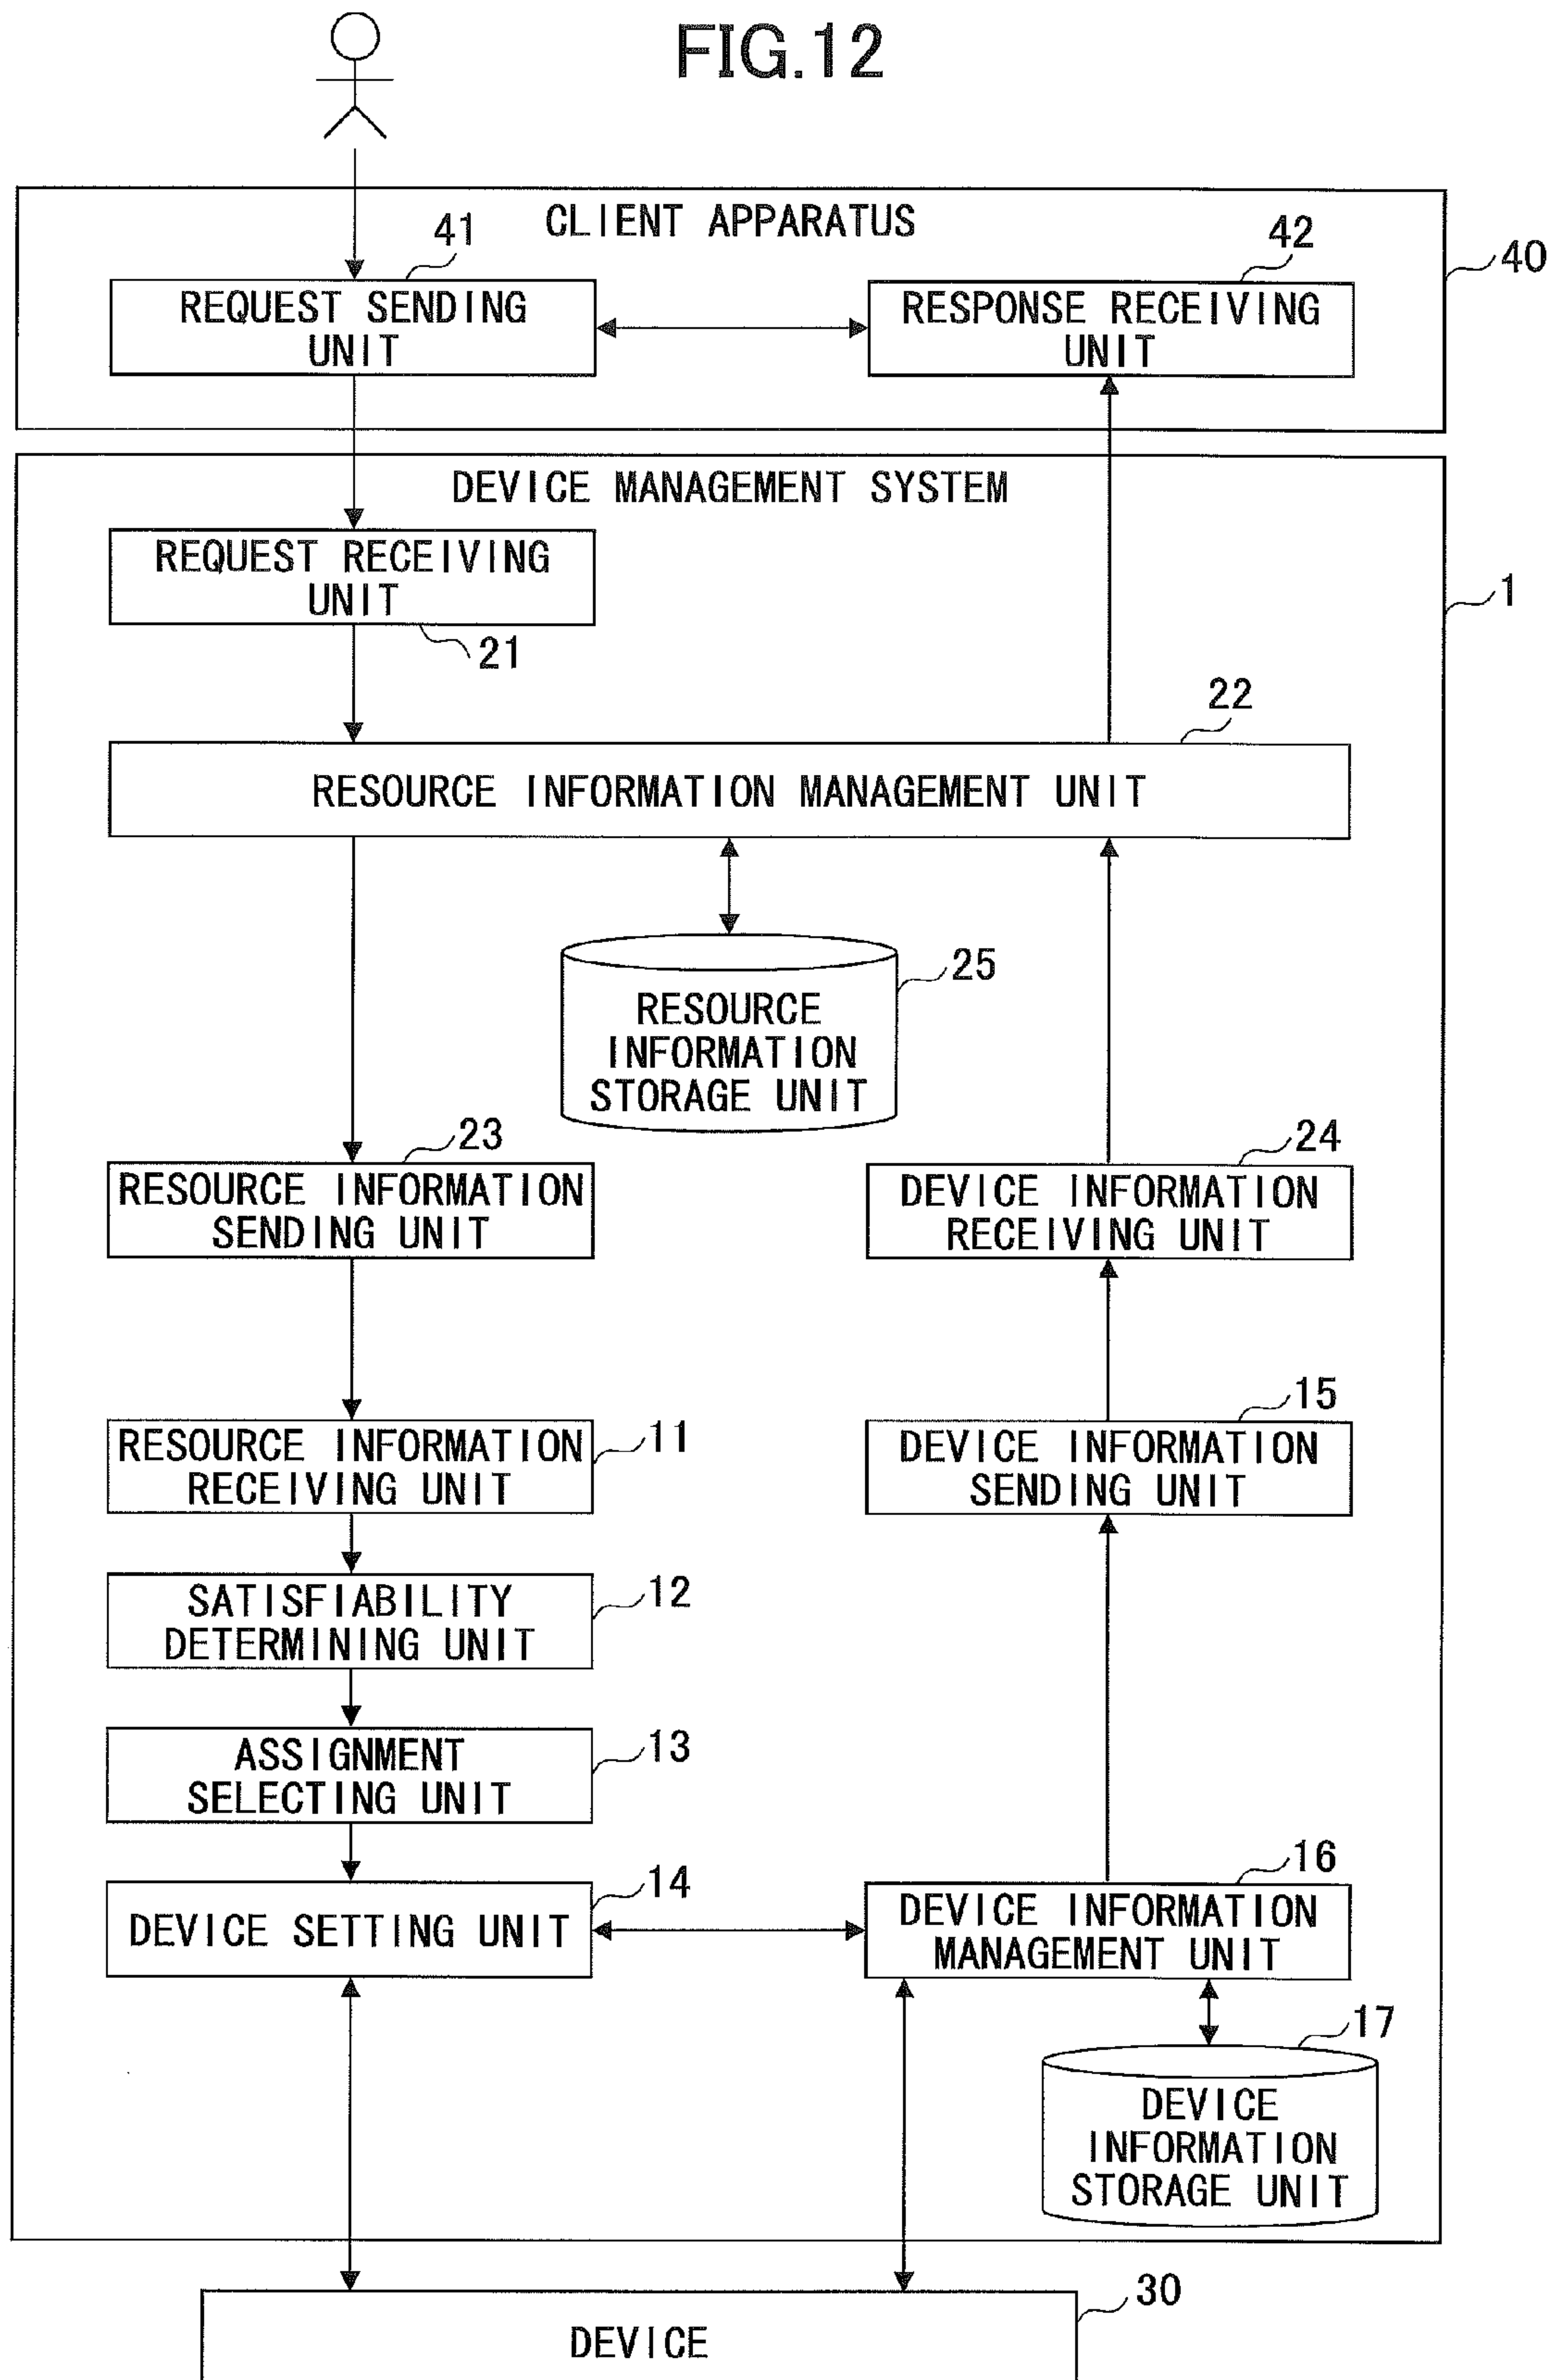 FIG.12
CLIENT APPARATUS
41
42
40
REQUEST SENDING
UNIT
RESPONSE RECEIVING
UNIT
DEVICE MANAGEMENT SYSTEM
REQUEST RECEIVING
UNIT
1
21
22
RESOURCE INFORMATION MANAGEMENT UNIT
25
RESOURCE
INFORMATION
STORAGE UNIT
23
24
RESOURCE INFORMATION
SENDING UNIT
DEVICE INFORMATION
RECEIVING UNIT
15
11
RESOURCE INFORMATION
RECEIVING UNIT
DEVICE INFORMATION
SENDING UNIT
12
SATISFIABILITY
DETERMINING UNIT
13
ASSIGNMENT
SELECTING UNIT
14
16
DEVICE SETTING UNIT
DEVICE INFORMATION
MANAGEMENT UNIT
17
DEVICE
INFORMATION
STORAGE UNIT
30
DEVICE